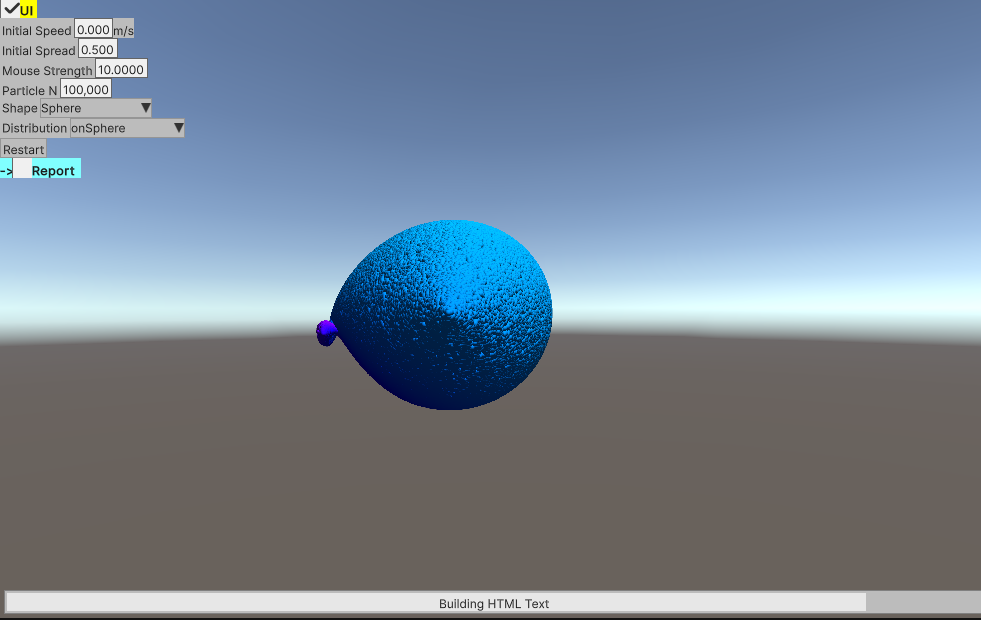 UI
Initial Speed 0.000 m/s
Initial Spread 0.500
Mouse Strength 10.0000
Particle N 100,000
Shape Sphere
Distribution onSphere
Restart
-> Report
Building HTML Text